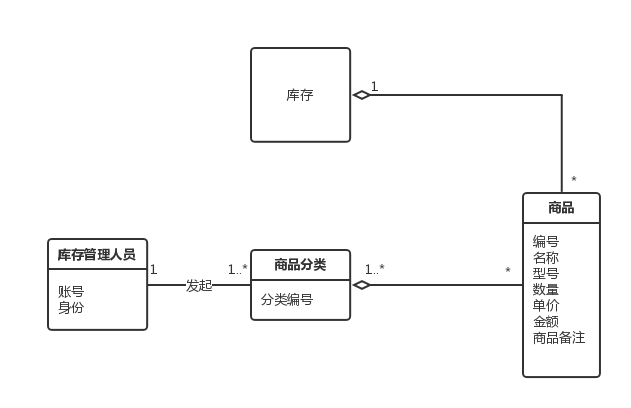 库存
1
*
商品
编号
名称
型号
数量
单价
金额
商品备注
库存管理人员
账号
身份
1
发起
1..*
商品分类
分类编号
1..*
*